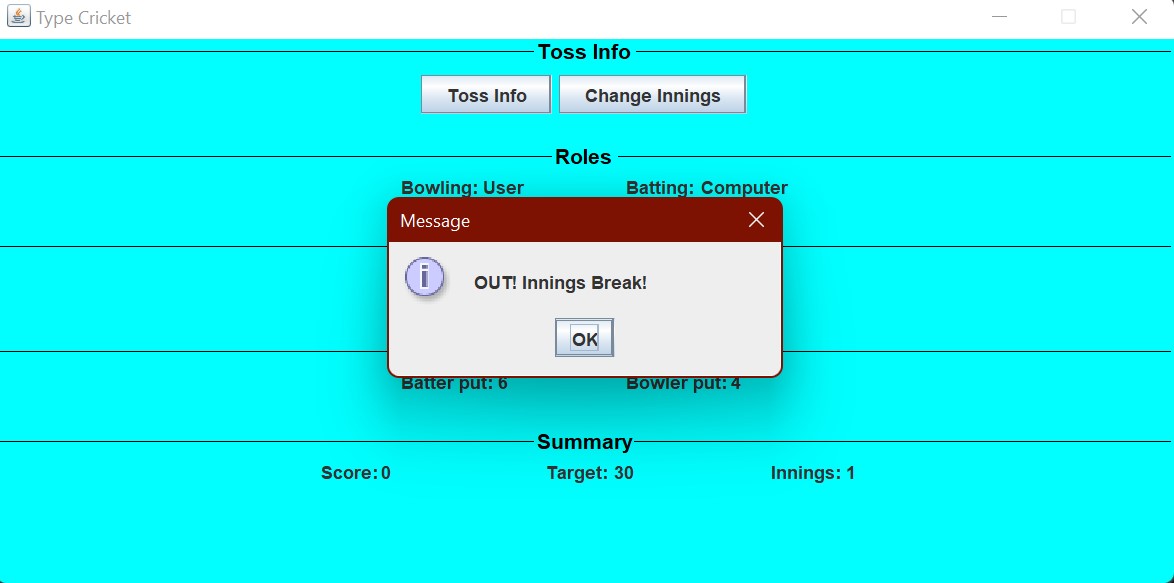 Type Cricket
Toss Info
Toss Info Change Innings
Roles
Bowling: User Batting: Computer
Message
OUT! Innings Break!
OK
Batter put: 6 Bowler put: 4
Summary
Score: 0 Target: 30 Innings: 1